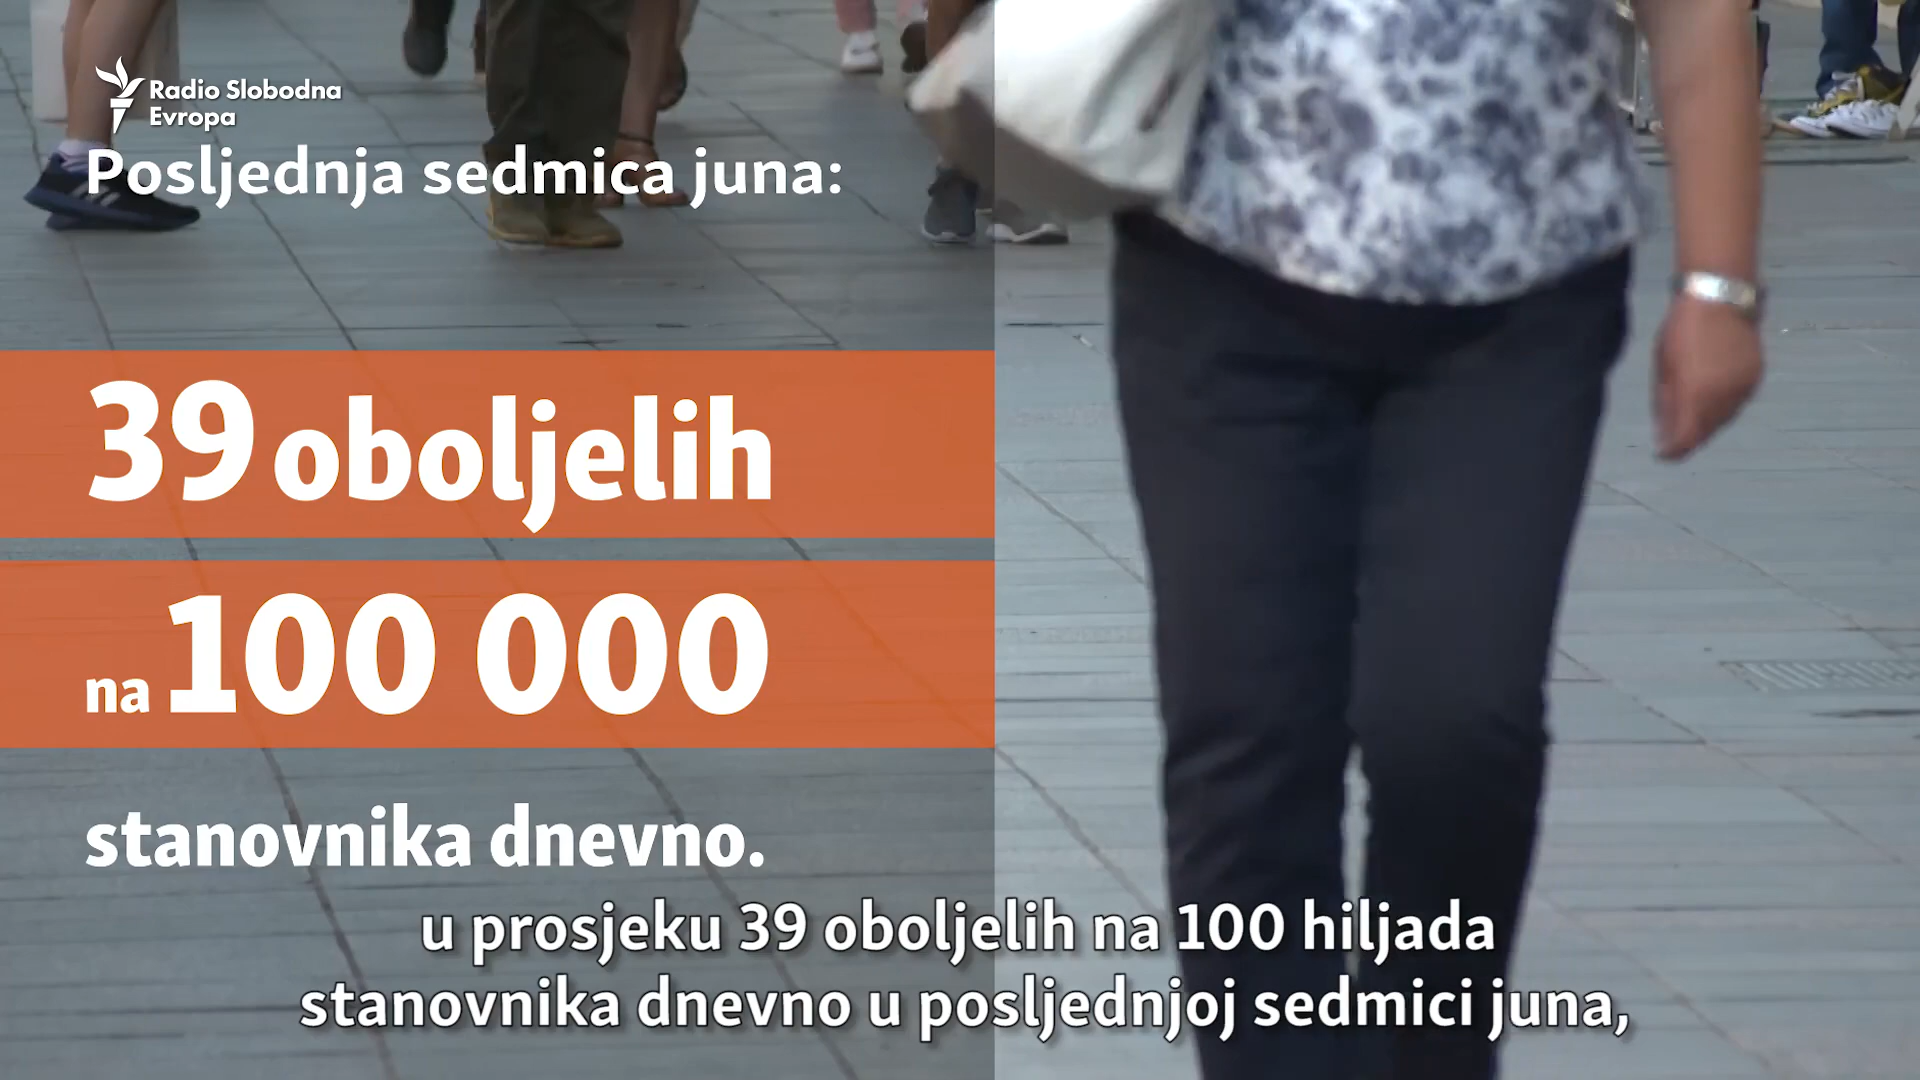 Radio Slobodna
Evropa
Posljednja sedmica juna:
39 oboljelih
na 100 000
stanovnika dnevno.
u prosjeku 39 oboljelih na 100 hiljada
stanovnika dnevno u posljednjoj sedmici juna,